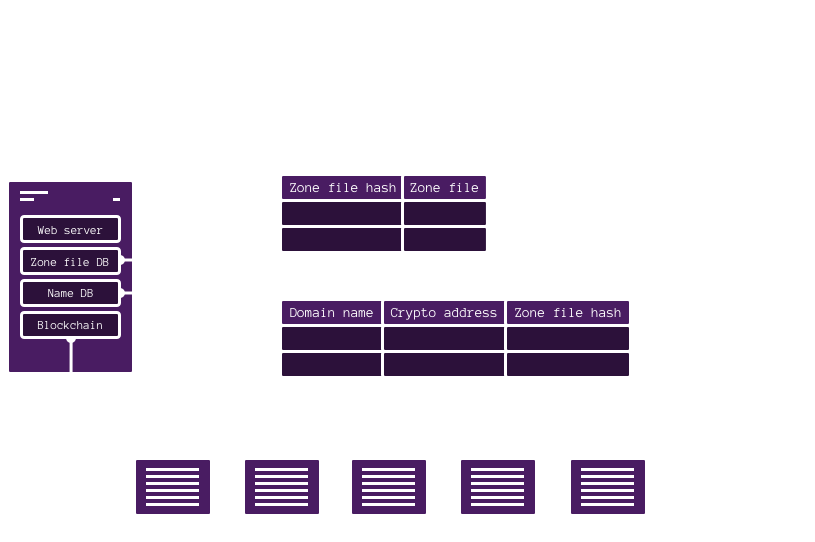 Web server
Zone file DB
Name DB
Blockchain
Zone file hash Zone file
Domain name Crypto address Zone file hash